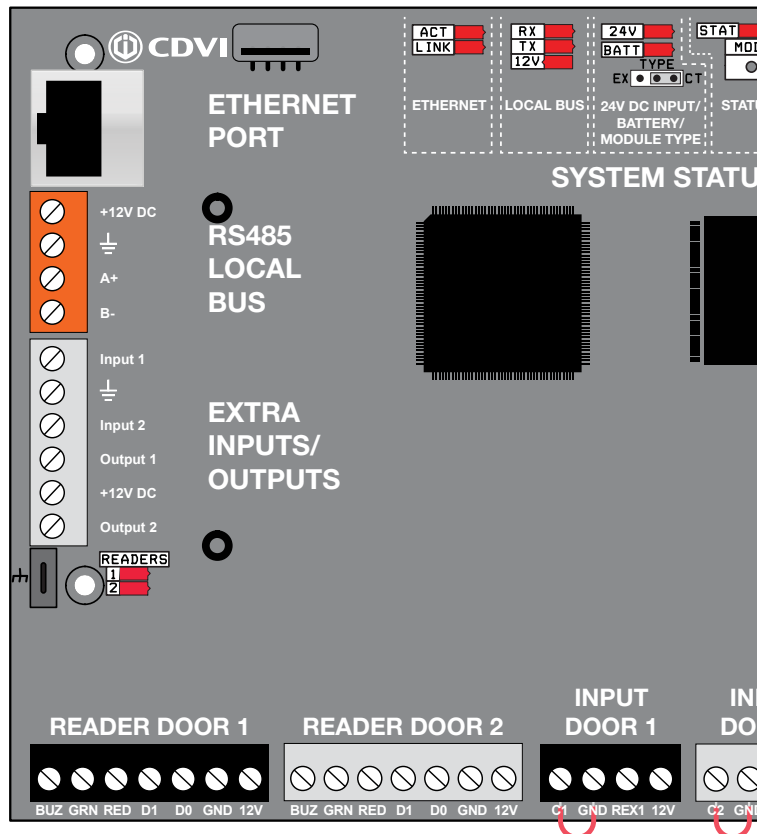 CDVI
ACT
LINK
RX
TX
12V
24V
BATT
TYPE
EX CT
STAT
ETHERNET
LOCAL BUS
24V DC INPUT/
BATTERY/
MODULE TYPE
ETHERNET
PORT
SYSTEM STATU
+12V DC
A+
B-
RS485
LOCAL
BUS
Input 1
Input 2
Output 1
+12V DC
Output 2
EXTRA
INPUTS/
OUTPUTS
READERS
1
2
READER DOOR 1
READER DOOR 2
INPUT
DOOR 1
BUZ GRN RED D1 D0 GND 12V
BUZ GRN RED D1 D0 GND 12V
C1 GND REX1 12V
C2 GND